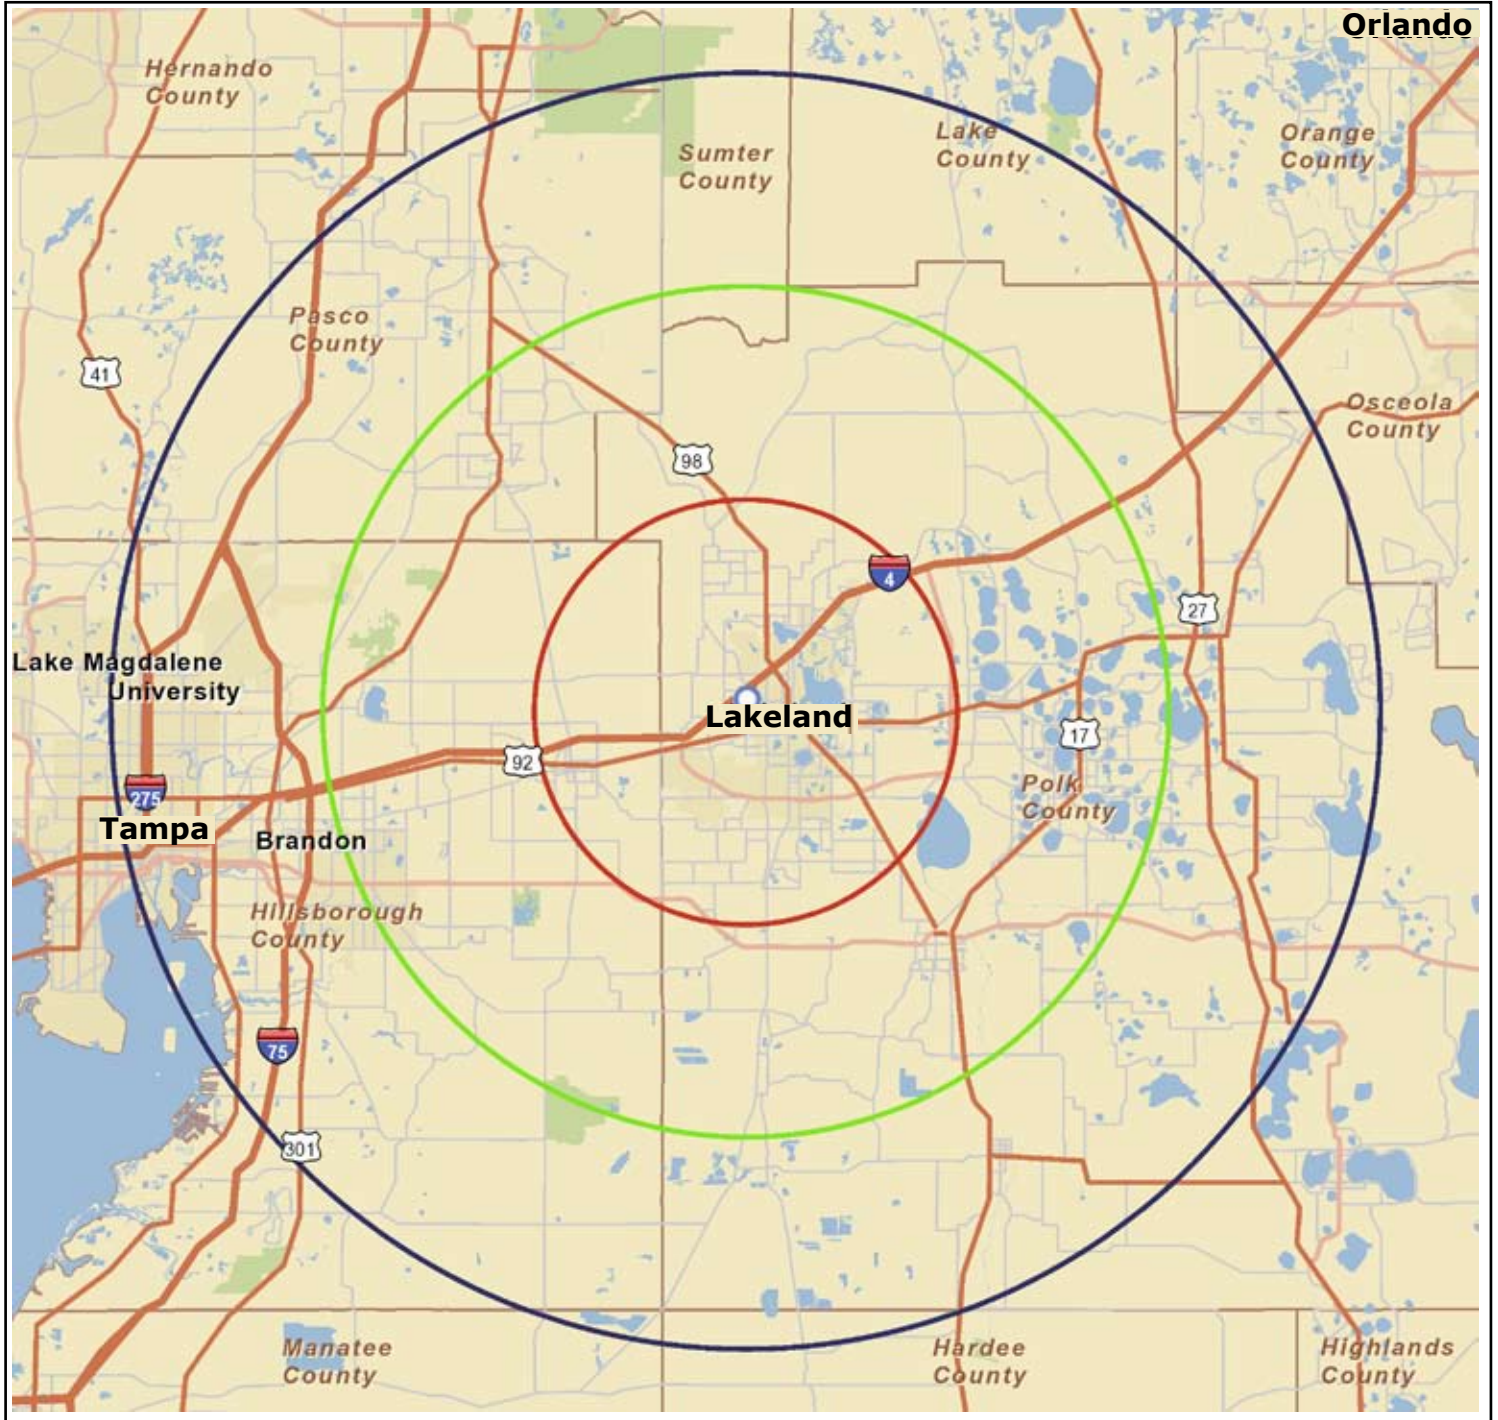 Orlando
Hernando
County
Lake
County
Orange
County
Sumter
County
Pasco
County
41
Osceola
County
98
4
27
Lake Magdalene
University
Lakeland
17
92
Polk
County
275
Tampa
Brandon
Hillsborough
County
75
301
Manatee
County
Hardee
County
Highlands
County